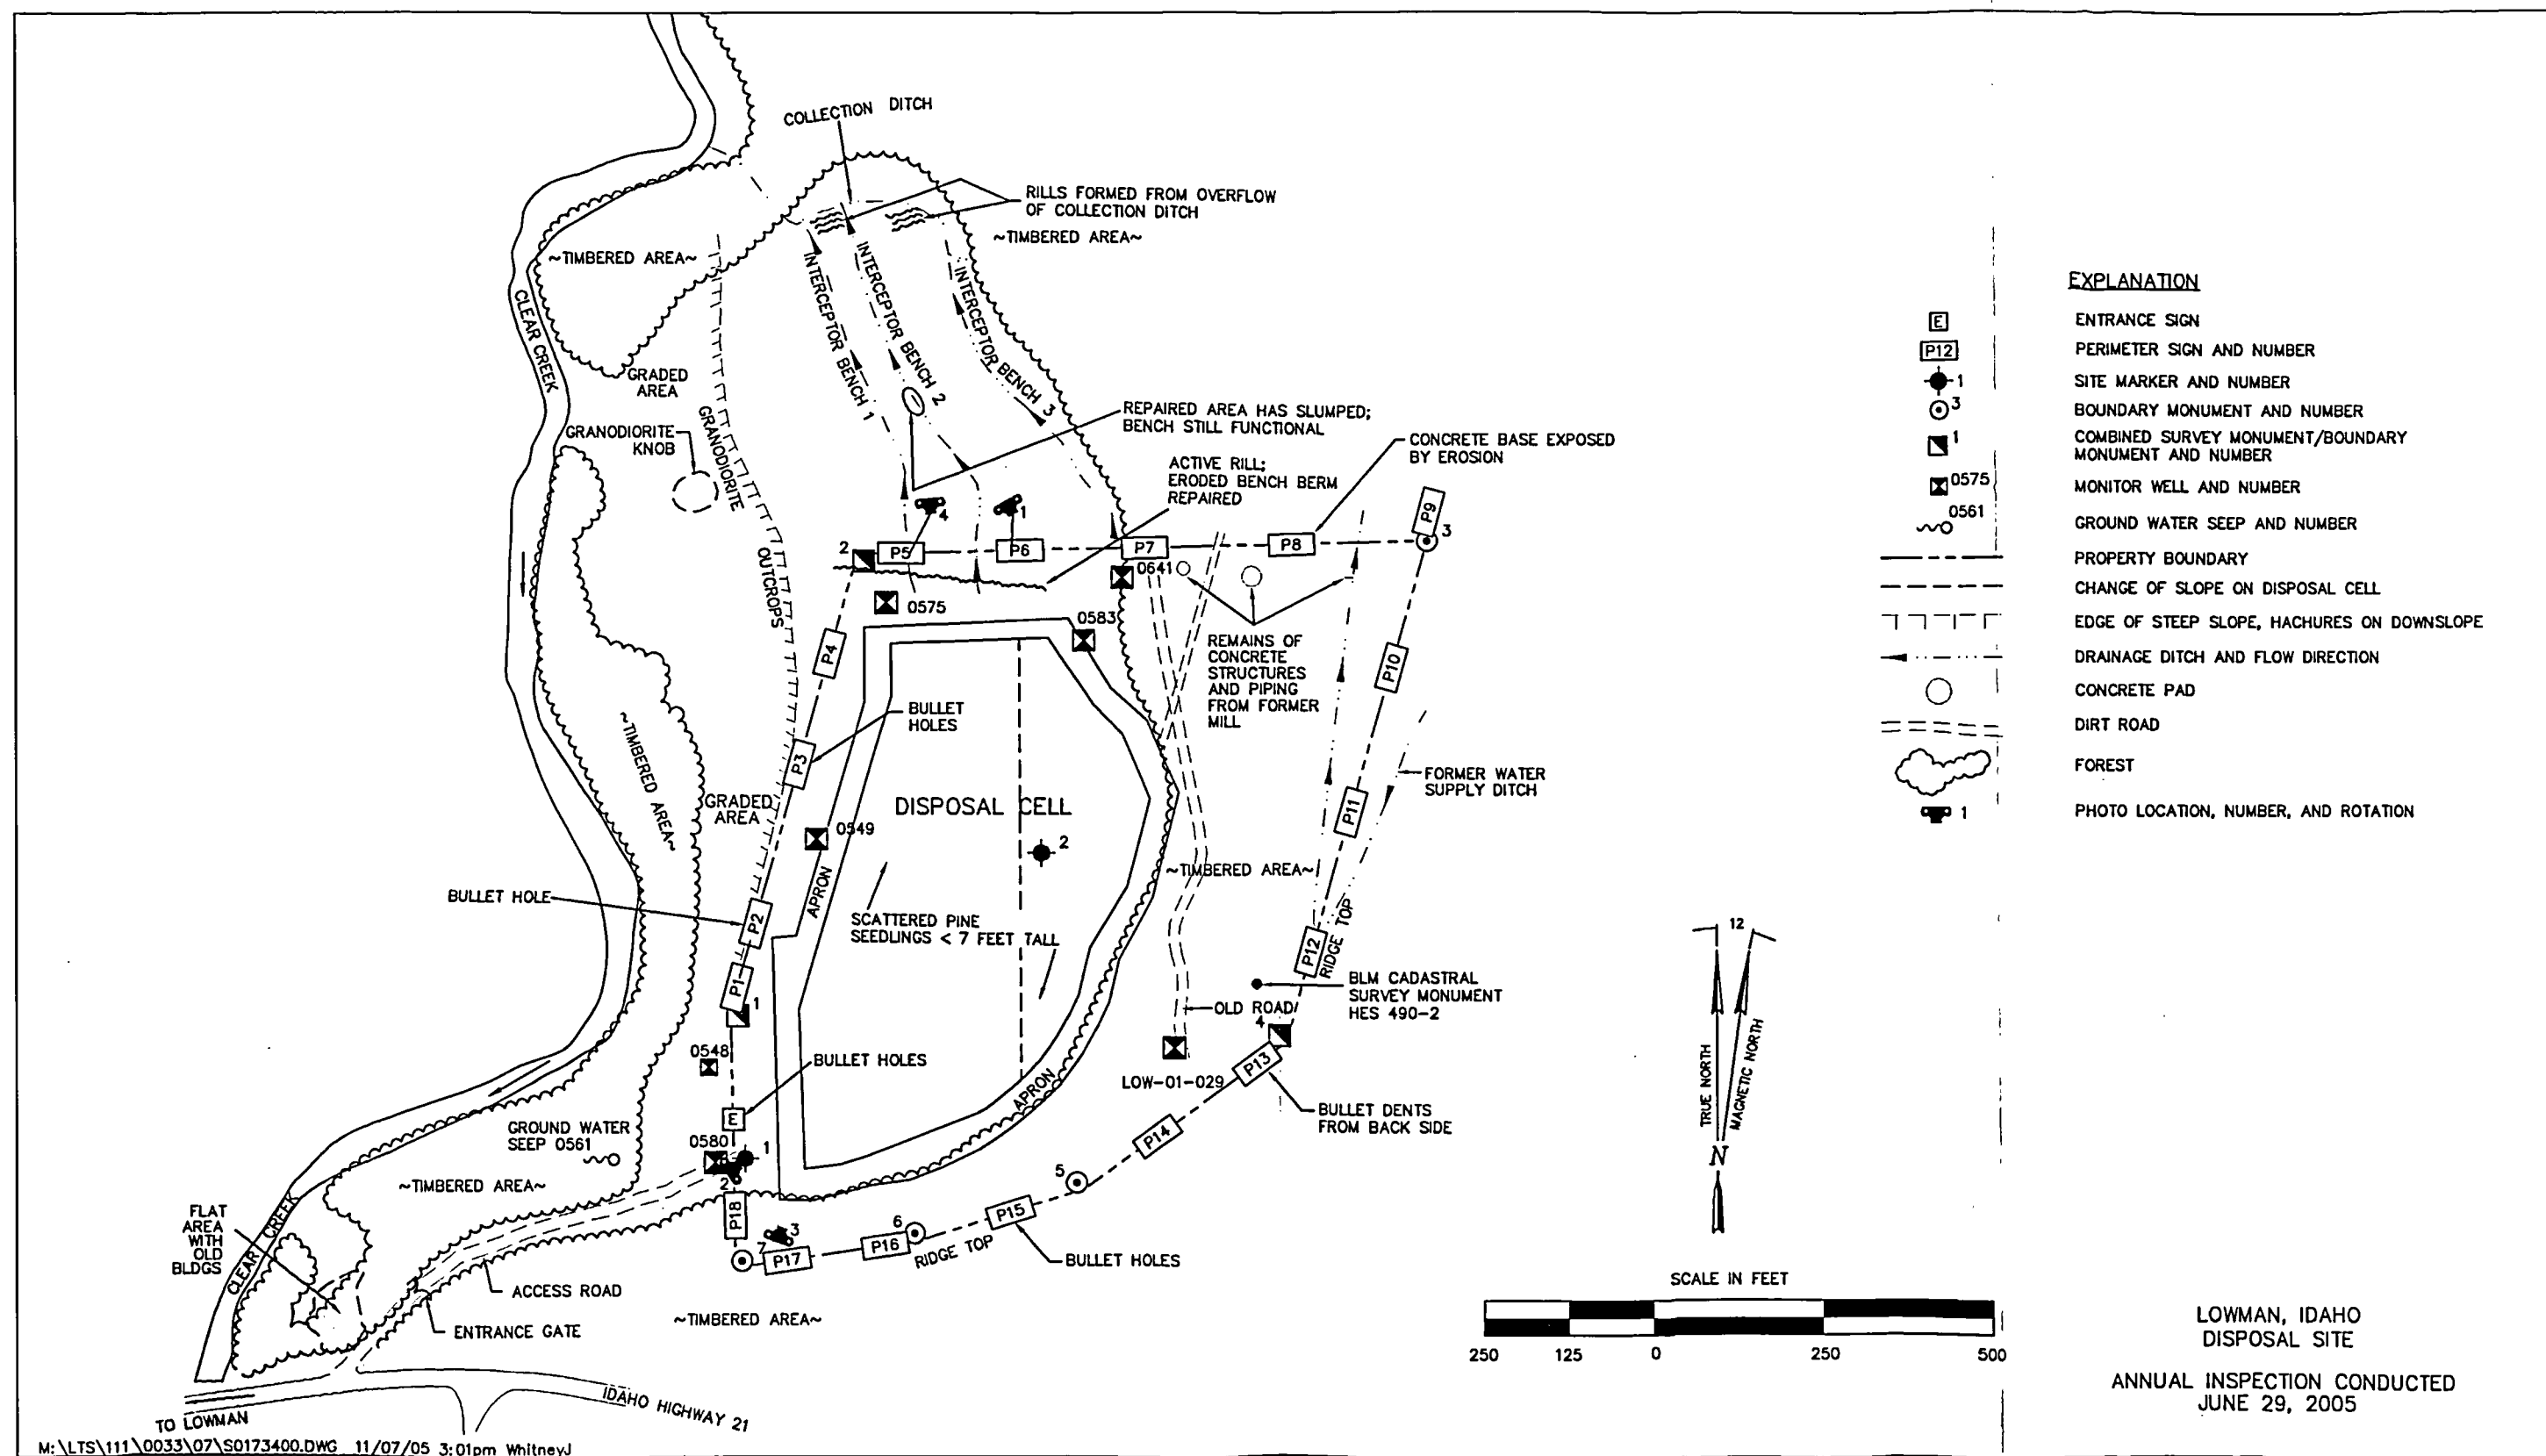 COLLECTION DITCH
RILLS FORMED FROM OVERFLOW
OF COLLECTION DITCH
~TIMBERED AREA~
~TIMBERED AREA~
CLEAR CREEK
INTERCEPTOR BENCH 1
INTERCEPTOR BENCH 2
INTERCEPTOR BENCH 3
GRADED
AREA
GRANODIORITE
KNOB
GRANODIORITE
OUTCROPS
REPAIRED AREA HAS SLUMPED;
BENCH STILL FUNCTIONAL
CONCRETE BASE EXPOSED
BY EROSION
ACTIVE RILL;
ERODED BENCH BERM
REPAIRED
4
1
P9
3
2
P5
P6
P7
P8
0641
0575
0583
P4
P10
REMAINS OF
CONCRETE
STRUCTURES
AND PIPING
FROM FORMER
MILL
BULLET
HOLES
P3
~TIMBERED AREA~
GRADED
AREA
DISPOSAL CELL
0549
2
P11
FORMER WATER
SUPPLY DITCH
~TIMBERED AREA~
APRON
BULLET HOLE
P2
SCATTERED PINE
SEEDLINGS < 7 FEET TALL
P12
RIDGE TOP
P1
1
BLM CADASTRAL
SURVEY MONUMENT
HES 490-2
OLD ROAD
4
0548
BULLET HOLES
P13
LOW-01-029
APRON
E
BULLET DENTS
FROM BACK SIDE
P14
GROUND WATER
SEEP 0561
0580
1
2
5
~TIMBERED AREA~
P18
FLAT
AREA
WITH
OLD
BLDGS
CLEAR CREEK
3
7
P17
P16
6
P15
RIDGE TOP
BULLET HOLES
ACCESS ROAD
ENTRANCE GATE
~TIMBERED AREA~
IDAHO HIGHWAY 21
TO LOWMAN
M:\LTS\111\0033\07\S0173400.DWG 11/07/05 3:01pm WhitneyJ
EXPLANATION
E ENTRANCE SIGN
P12 PERIMETER SIGN AND NUMBER
1 SITE MARKER AND NUMBER
3 BOUNDARY MONUMENT AND NUMBER
1 COMBINED SURVEY MONUMENT/BOUNDARY
MONUMENT AND NUMBER
0575 MONITOR WELL AND NUMBER
0561 GROUND WATER SEEP AND NUMBER
PROPERTY BOUNDARY
CHANGE OF SLOPE ON DISPOSAL CELL
EDGE OF STEEP SLOPE, HACHURES ON DOWNSLOPE
DRAINAGE DITCH AND FLOW DIRECTION
CONCRETE PAD
DIRT ROAD
FOREST
1 PHOTO LOCATION, NUMBER, AND ROTATION
12
TRUE NORTH
MAGNETIC NORTH
N
SCALE IN FEET
250 125 0 250 500
LOWMAN, IDAHO
DISPOSAL SITE
ANNUAL INSPECTION CONDUCTED
JUNE 29, 2005